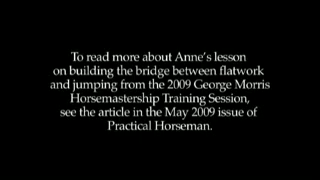 To read more about Anne's lesson
on building the bridge between flatwork
and jumping from the 2009 George Morris
Horsemastership Training Session,
see the article in the May 2009 issue of
Practical Horseman.